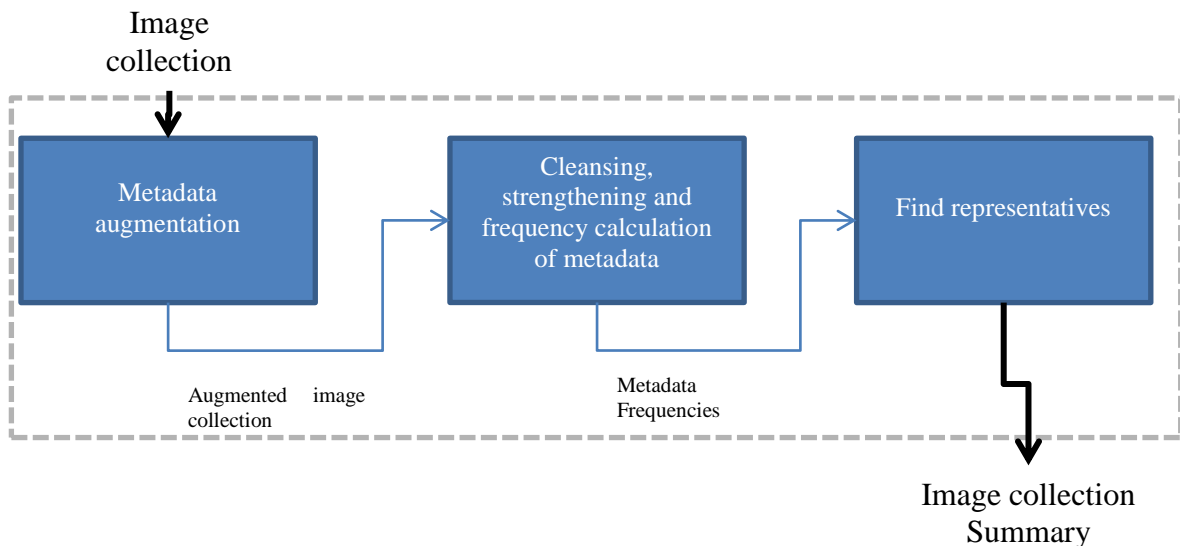 Image
collection
Metadata
augmentation
Cleansing,
strengthening and
frequency calculation
of metadata
Find representatives
Augmented image
collection
Metadata
Frequencies
Image collection
Summary